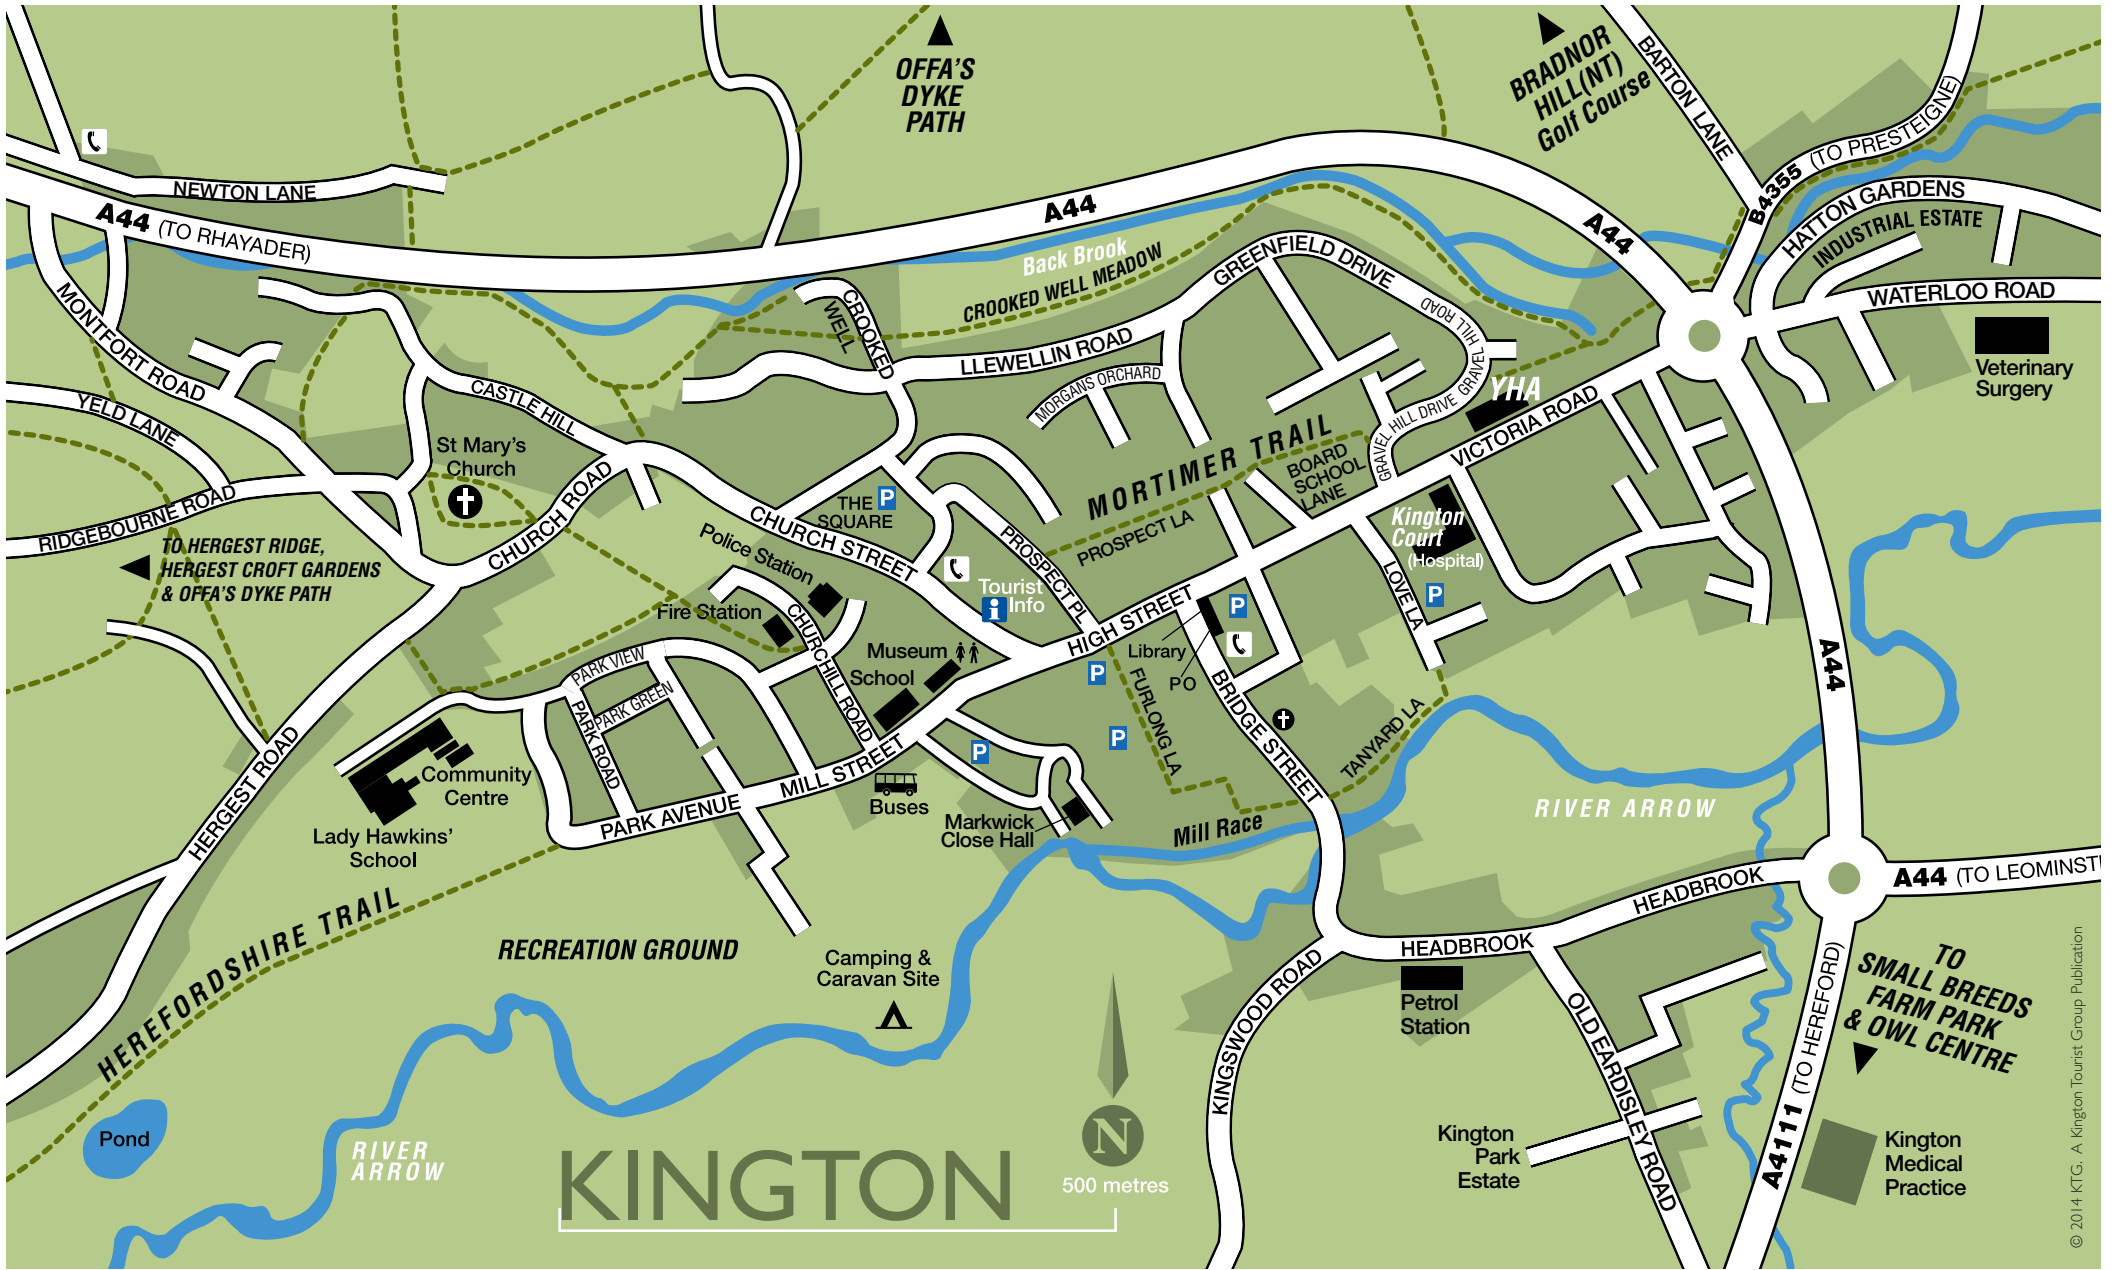 OFFA'S
DYKE
PATH
BRADNOR
HILL(NT)
Golf Course
BARTON LANE
B4355 (TO PRESTEIGNE)
HATTON GARDENS
INDUSTRIAL ESTATE
WATERLOO ROAD
Veterinary
Surgery
NEWTON LANE
A44 (TO RHAYADER)
A44
A44
Back Brook
CROOKED WELL MEADOW
GREENFIELD DRIVE
GRAVEL HILL ROAD
GRAVEL HILL
GRAVEL HILL DRIVE
YHA
VICTORIA ROAD
MONTFORT ROAD
YELD LANE
RIDGEBOURNE ROAD
TO HERGEST RIDGE,
HERGEST CROFT GARDENS
& OFFA'S DYKE PATH
CROOKED
WELL
LLEWELLIN ROAD
MORGANS ORCHARD
MORTIMER TRAIL
BOARD
SCHOOL
LANE
PROSPECT LA
CASTLE HILL
St Mary's
Church
CHURCH ROAD
THE
SQUARE
P
CHURCH STREET
PROSPECT PL
Police Station
Fire Station
Tourist
i Info
Kington
Court
(Hospital)
P
LOVE LA
HIGH STREET
P
Library
PO
Museum
School
CHURCHILL ROAD
PARK VIEW
PARK GREEN
PARK ROAD
P
P
P
FURLONG LA
BRIDGE STREET
TANYARD LA
A44
HERGEST ROAD
Community
Centre
Lady Hawkins'
School
PARK AVENUE
MILL STREET
Buses
Markwick
Close Hall
Mill Race
RIVER ARROW
HEREFORDSHIRE TRAIL
RECREATION GROUND
Camping &
Caravan Site
HEADBROOK
HEADBROOK
A44 (TO LEOMINST
Petrol
Station
KINGSWOOD ROAD
OLD EARDISLEY ROAD
TO
SMALL BREEDS
FARM PARK
& OWL CENTRE
A4111 (TO HEREFORD)
Kington
Park
Estate
Kington
Medical
Practice
Pond
RIVER
ARROW
KINGTON
N
500 metres
© 2014 KTG. A Kington Tourist Group Publication